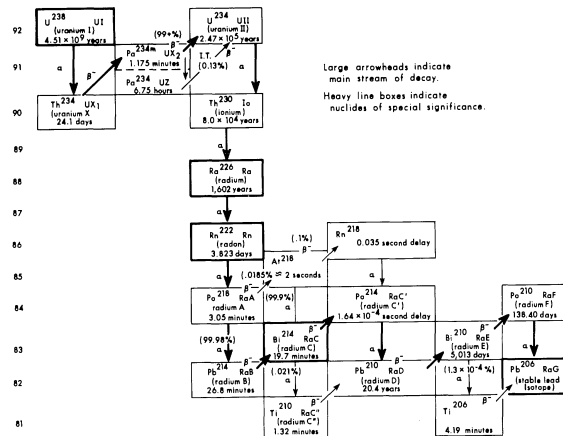 92
U238 UI
(uranium I)
4.51 × 10⁹ years
(99+%)
β⁻
U234 UII
(uranium II)
2.47 × 10⁵ years
Pa234m UX₂
1.175 minutes
I.T.
(0.13%)
β⁻
91
α
β⁻
Pa234 UZ
6.75 hours
α
Large arrowheads indicate
main stream of decay.
Heavy line boxes indicate
nuclides of special significance.
90
Th234 UX₁
(uranium X
24.1 days
Th230 Io
(ionium)
8.0 × 10⁴ years
α
88
Ra226 Ra
(radium)
1,602 years
87
α
86
Rn222 Rn
(radon)
3.823 days
(.1%)
β⁻
At218
Rn218
0.035 second delay
85
α
β⁻
(.0185% ≈ 2 seconds
α
84
Po218 RaA
radium A
3.05 minutes
(99.9%)
α
Po214 RaC'
(radium C')
1.64 × 10⁻⁴ second delay
Po210 RaF
(radium F)
138.40 days
83
(99.98%)
α
Bi214 RaC
(radium C)
19.7 minutes
β⁻
α
Bi210 RaE
(radium E)
5,013 days
β⁻
α
82
Pb214 RaB
(radium B)
26.8 minutes
β⁻
(.021%)
α
Pb210 RaD
(radium D)
20.4 years
β⁻
(1.3 × 10⁻⁴ %)
α
Pb206 RaG
(stable lead
isotope)
81
Ti210 RaC"
(radium C")
1.32 minutes
β⁻
Ti206
4.19 minutes
β⁻